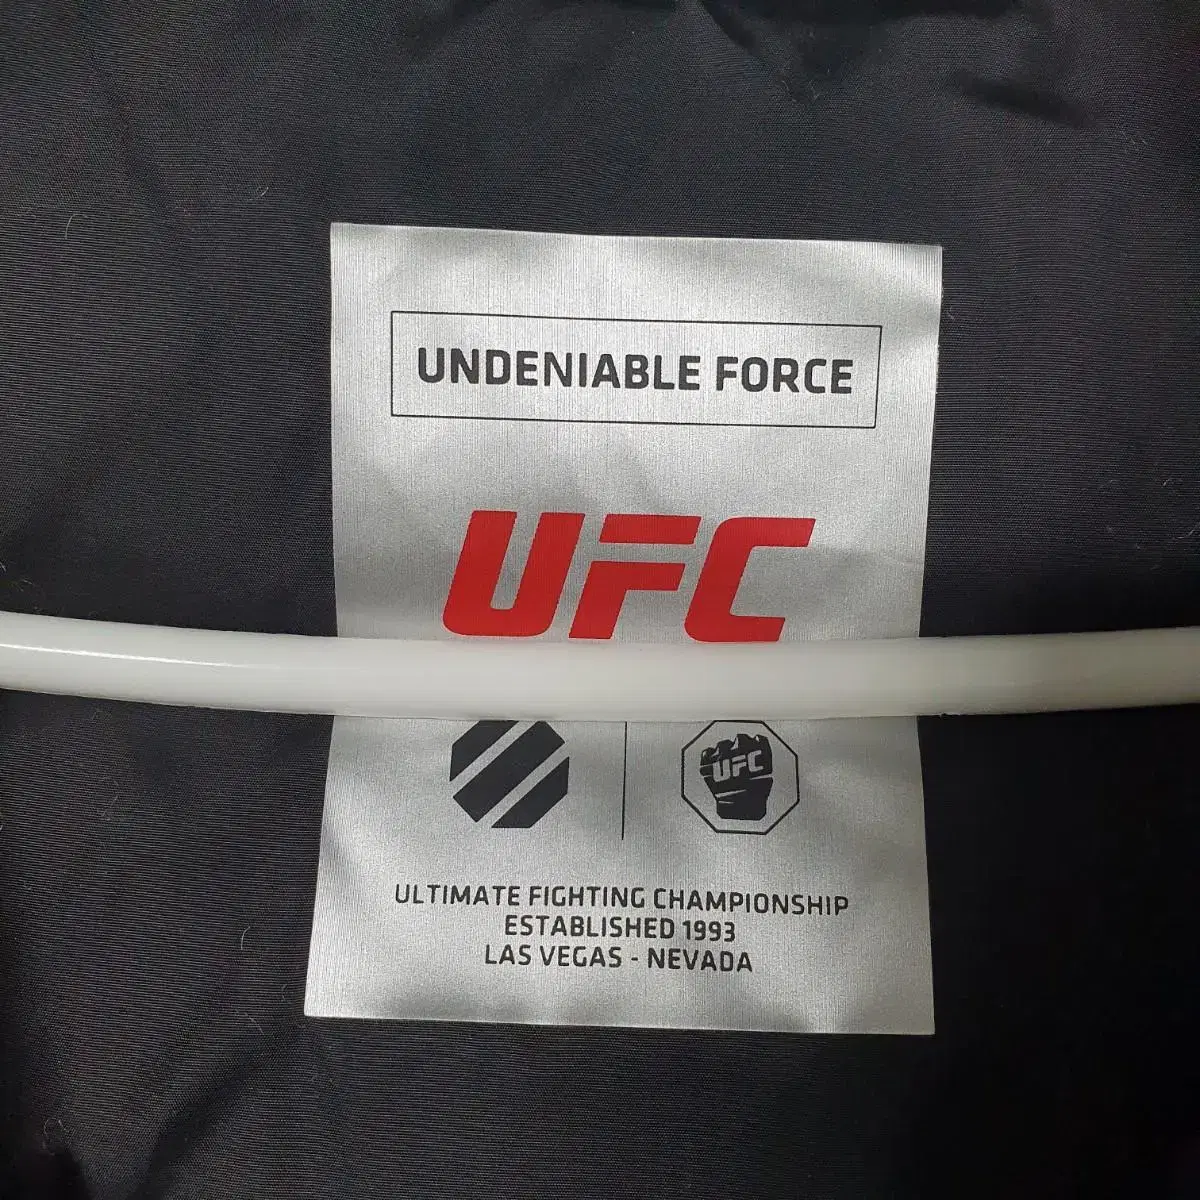 UNDENIABLE FORCE
UFC
UFC
ULTIMATE FIGHTING CHAMPIONSHIP
ESTABLISHED 1993
LAS VEGAS - NEVADA